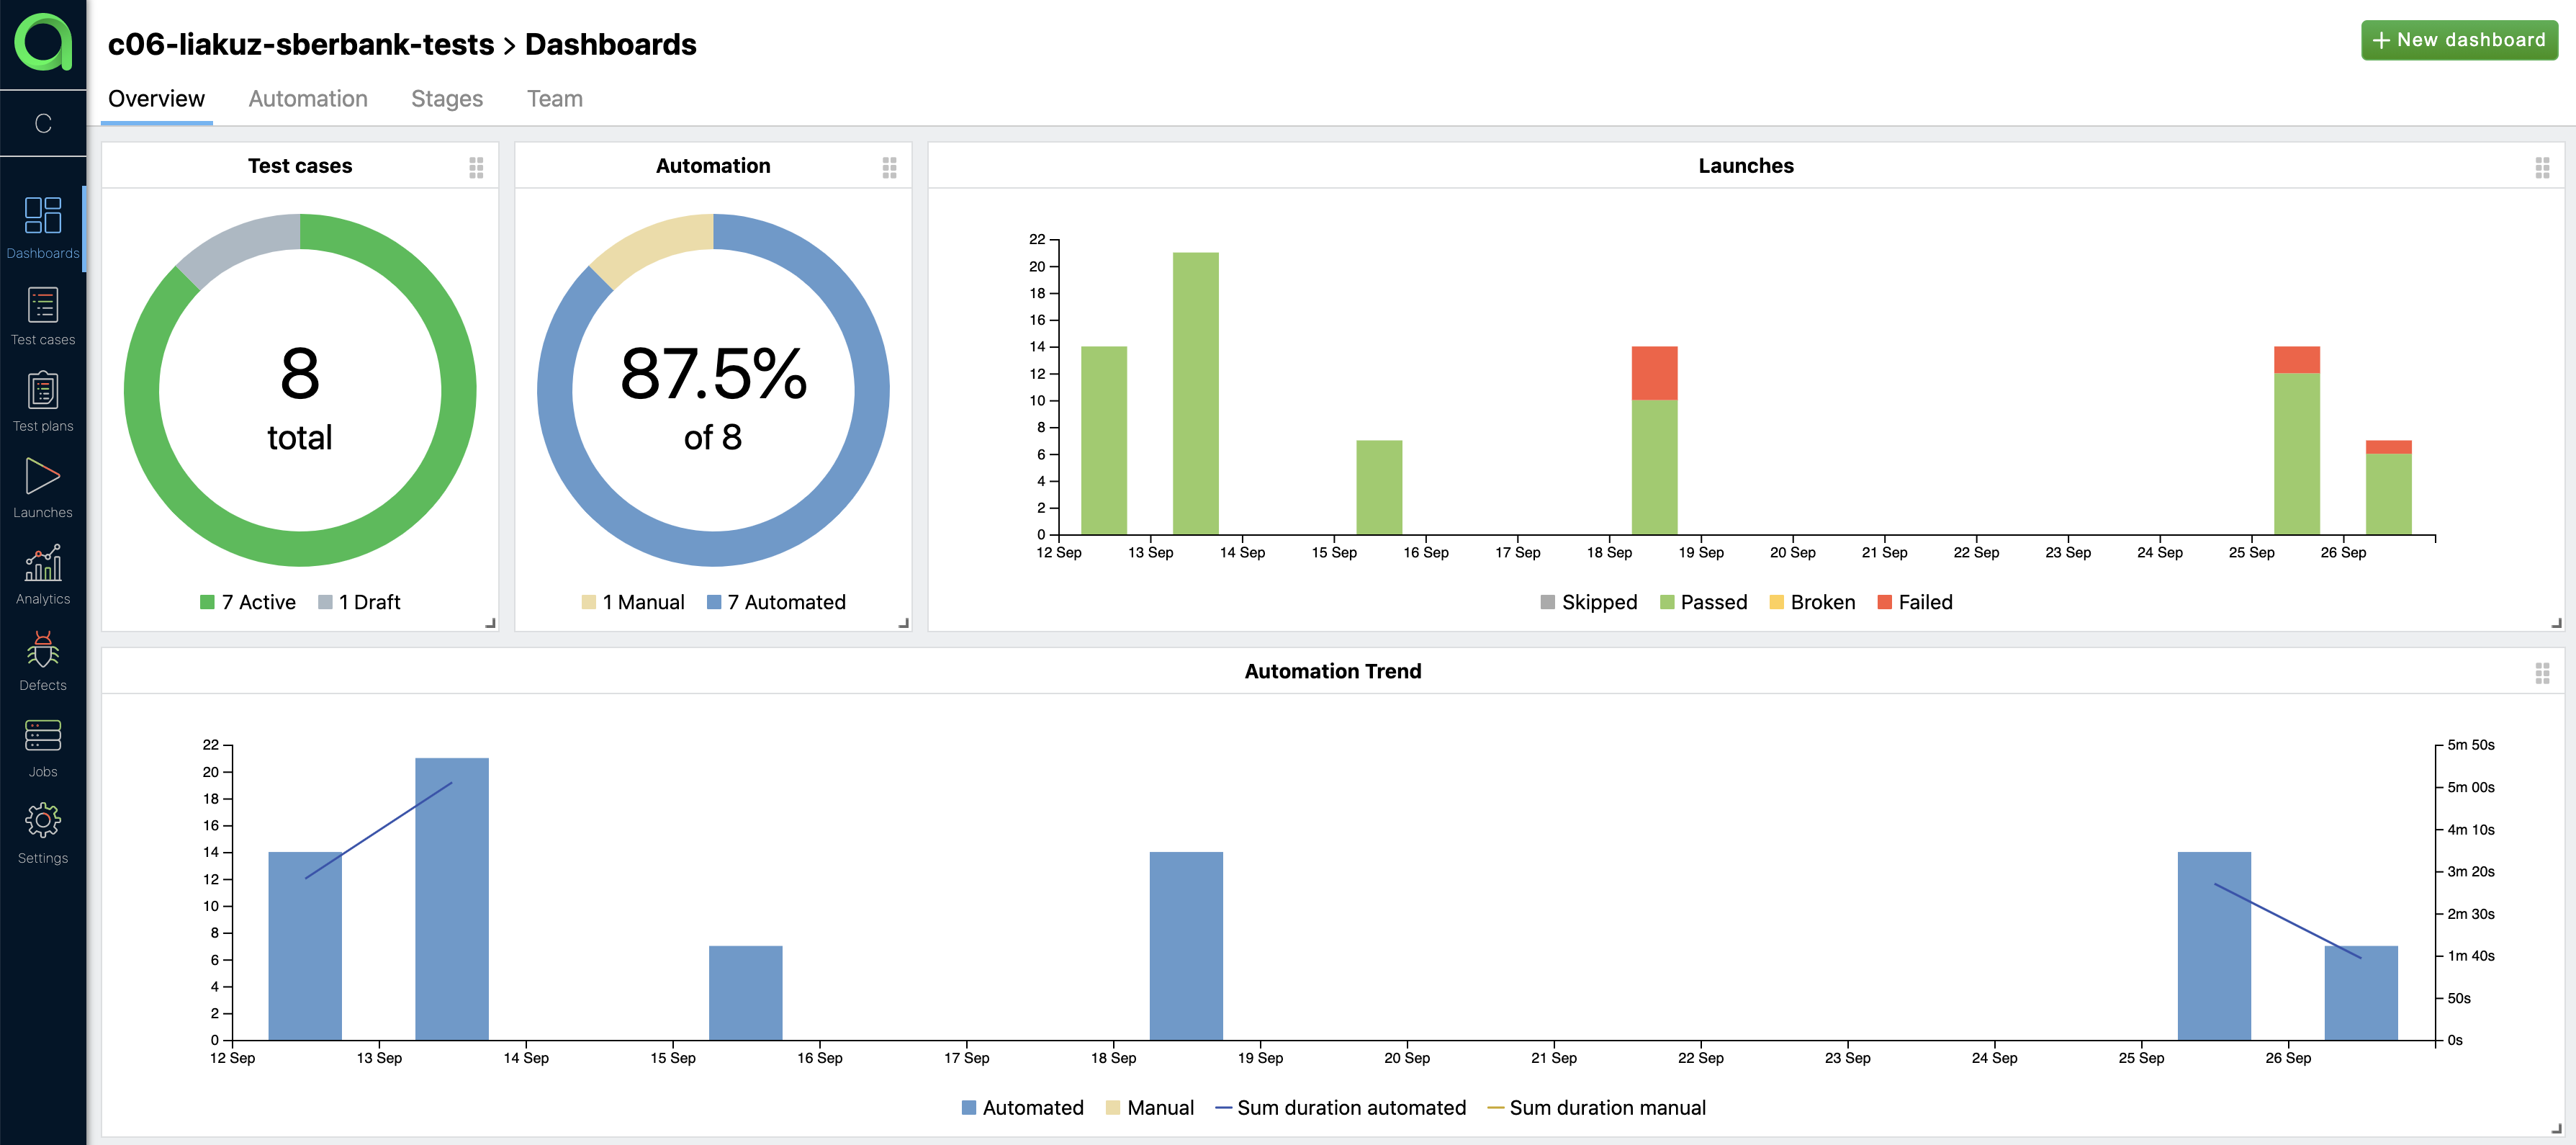 c06-liakuz-sberbank-tests > Dashboards
+ New dashboard
Overview Automation Stages Team
C
Dashboards
Test cases
Test plans
Launches
Analytics
Defects
Jobs
Settings
Test cases
8
total
7 Active 1 Draft
Automation
87.5%
of 8
1 Manual 7 Automated
Launches
22
20
18
16
14
12
10
8
6
4
2
0
12 Sep 13 Sep 14 Sep 15 Sep 16 Sep 17 Sep 18 Sep 19 Sep 20 Sep 21 Sep 22 Sep 23 Sep 24 Sep 25 Sep 26 Sep
Skipped Passed Broken Failed
Automation Trend
22
20
18
16
14
12
10
8
6
4
2
0
5m 50s
5m 00s
4m 10s
3m 20s
2m 30s
1m 40s
50s
0s
12 Sep 13 Sep 14 Sep 15 Sep 16 Sep 17 Sep 18 Sep 19 Sep 20 Sep 21 Sep 22 Sep 23 Sep 24 Sep 25 Sep 26 Sep
Automated Manual Sum duration automated Sum duration manual